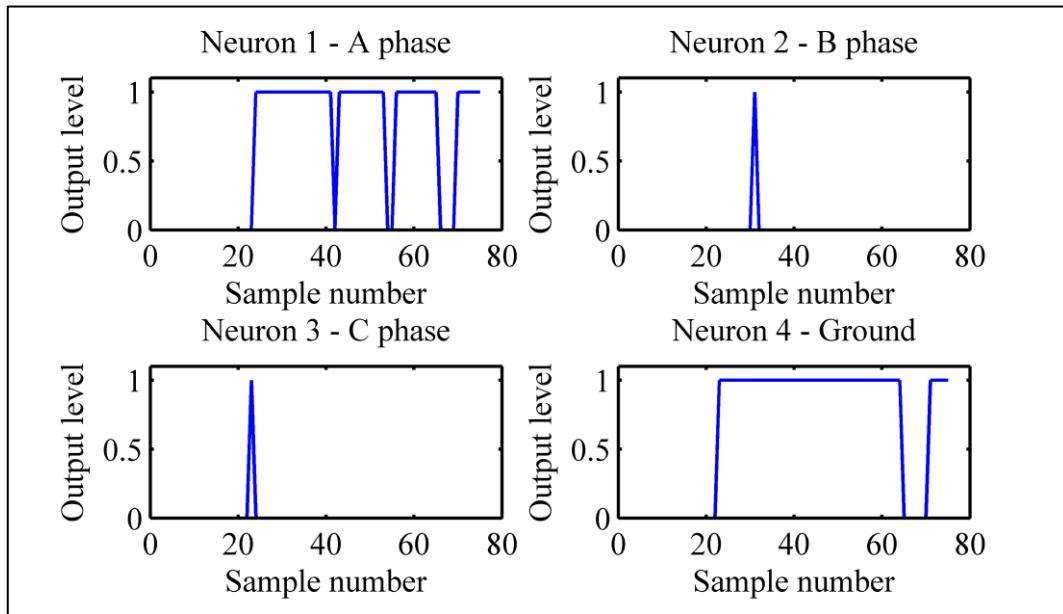 Neuron 1 - A phase
Output level
1
0.5
0
0 20 40 60 80
Sample number
Neuron 2 - B phase
Output level
1
0.5
0
0 20 40 60 80
Sample number
Neuron 3 - C phase
Output level
1
0.5
0
0 20 40 60 80
Sample number
Neuron 4 - Ground
Output level
1
0.5
0
0 20 40 60 80
Sample number